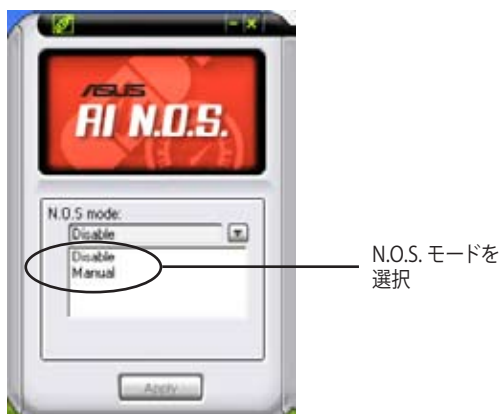 ASUS
AI N.O.S.
N.O.S mode:
Disable
Disable
Manual
N.O.S. モードを
選択
Apply